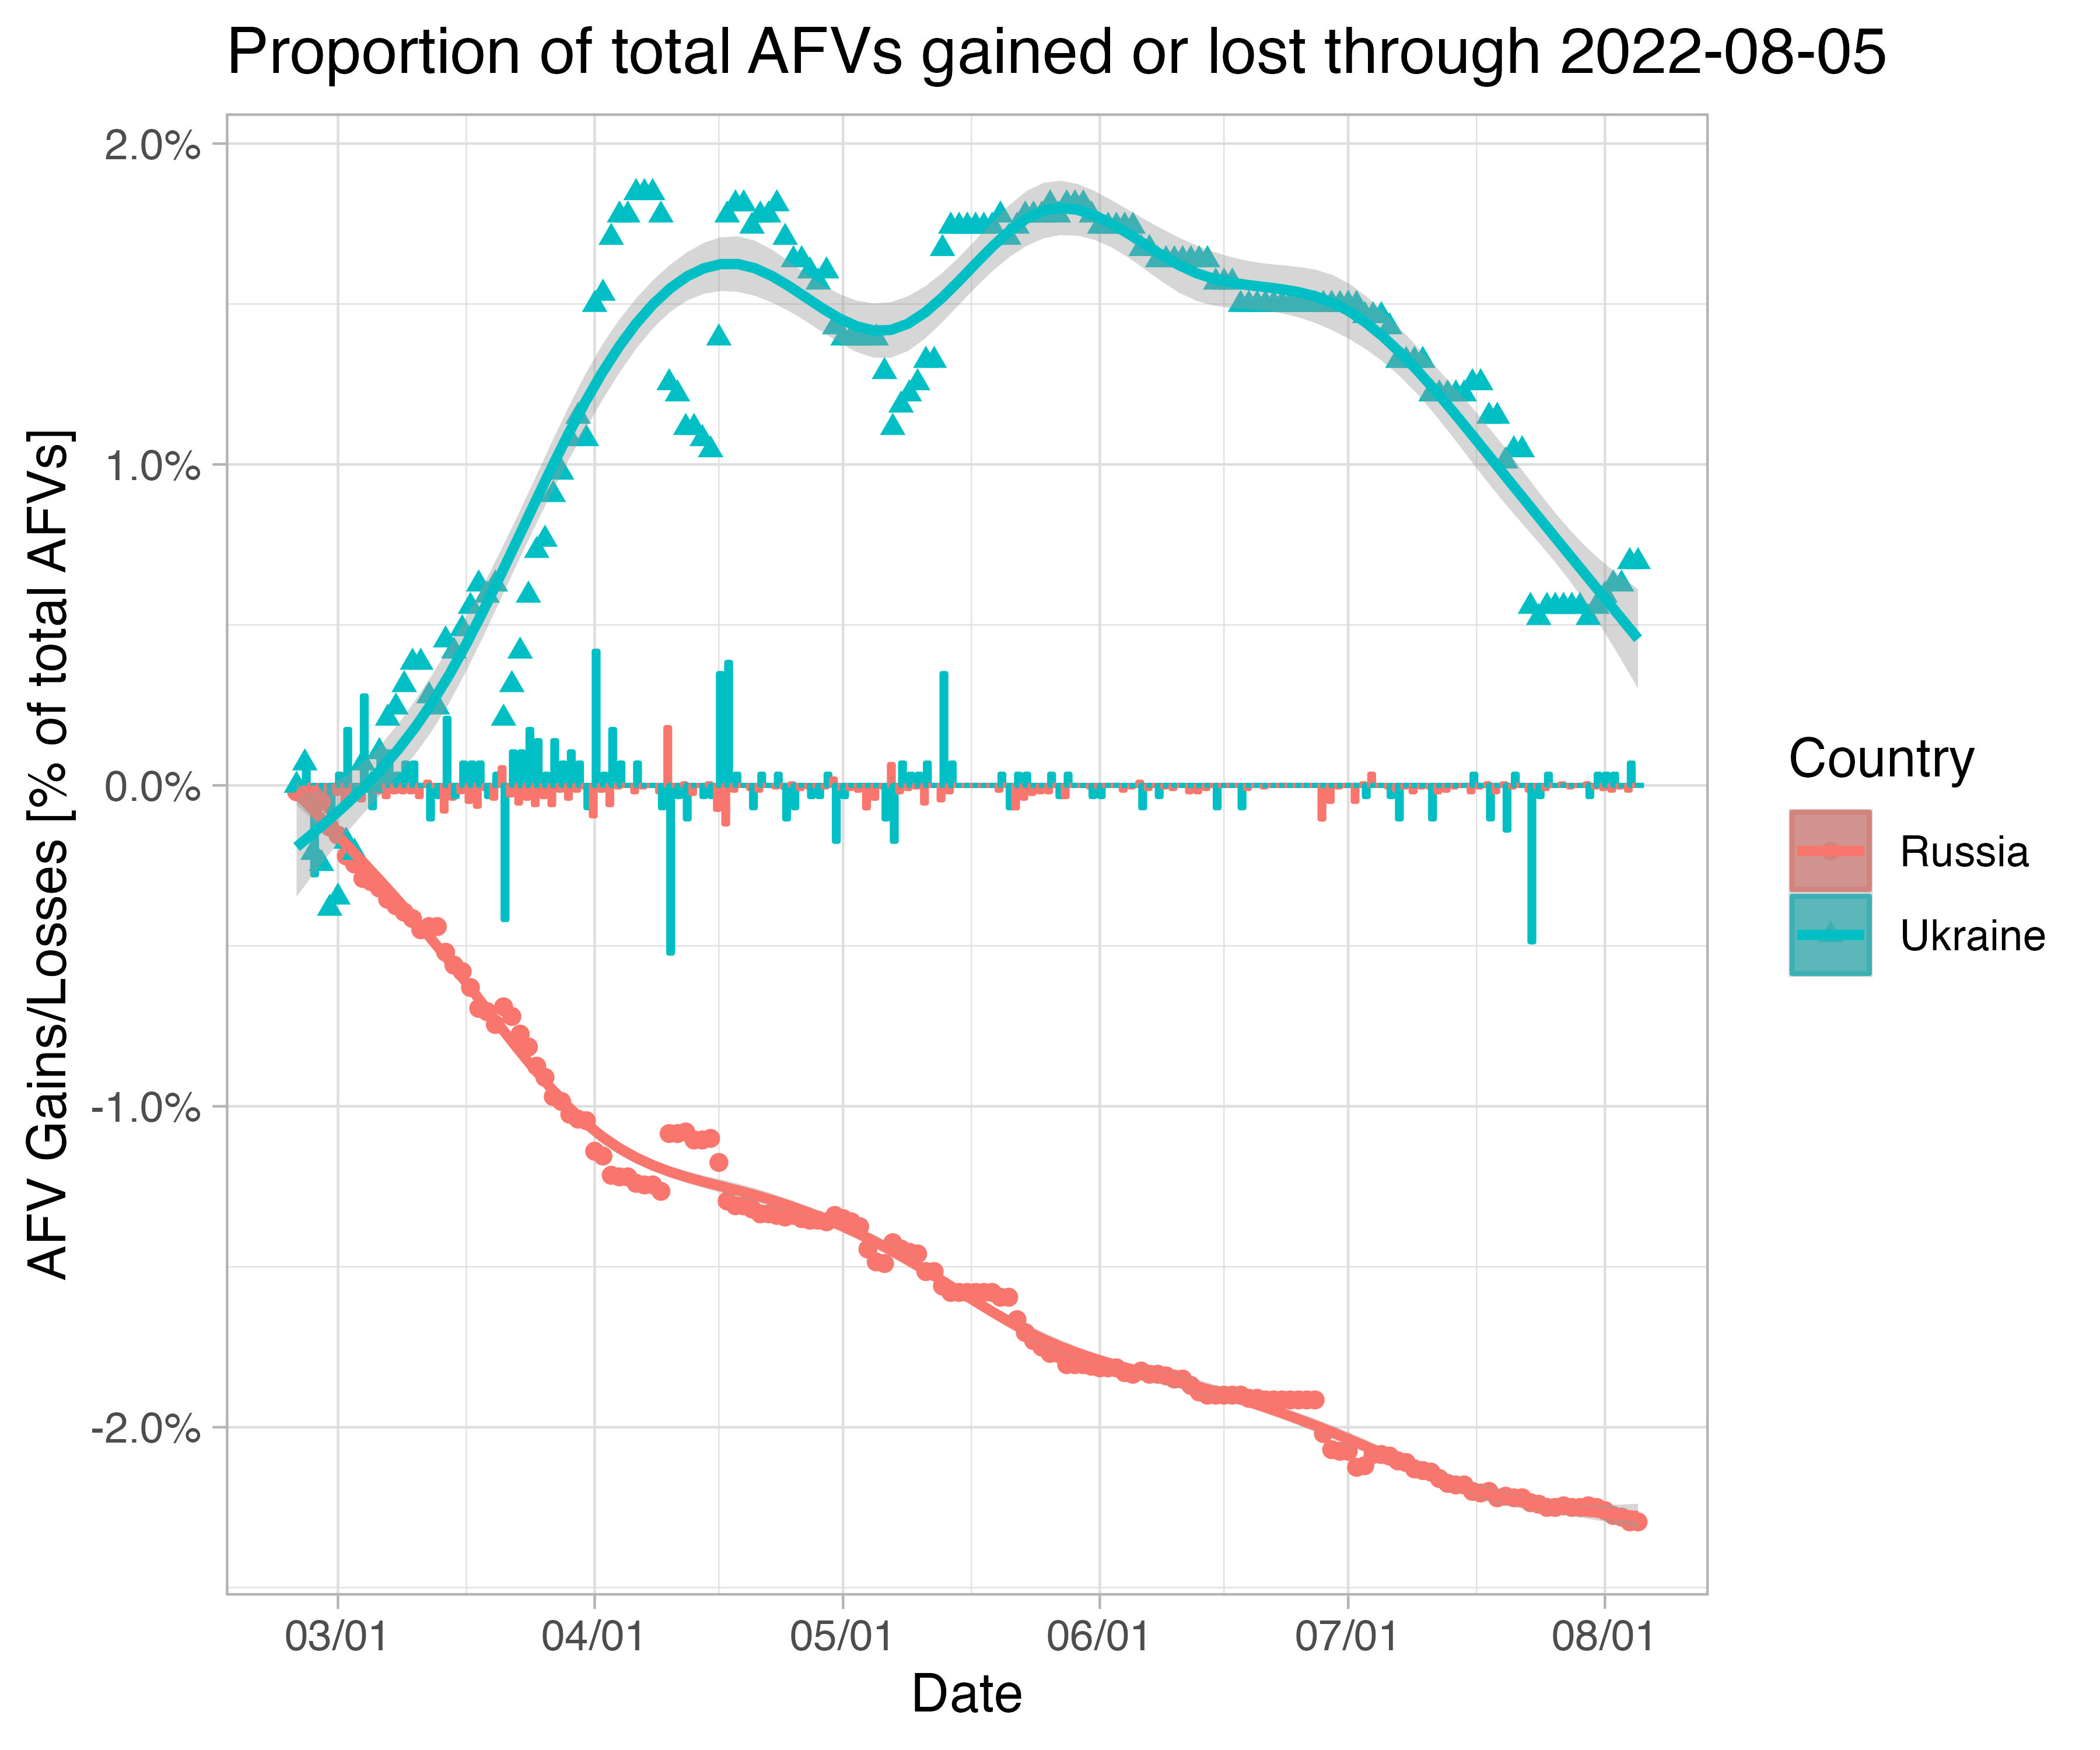 Proportion of total AFVs gained or lost through 2022-08-05
AFV Gains/Losses [% of total AFVs]
2.0%
1.0%
0.0%
-1.0%
-2.0%
03/01
04/01
05/01
06/01
07/01
08/01
Date
Country
Russia
Ukraine